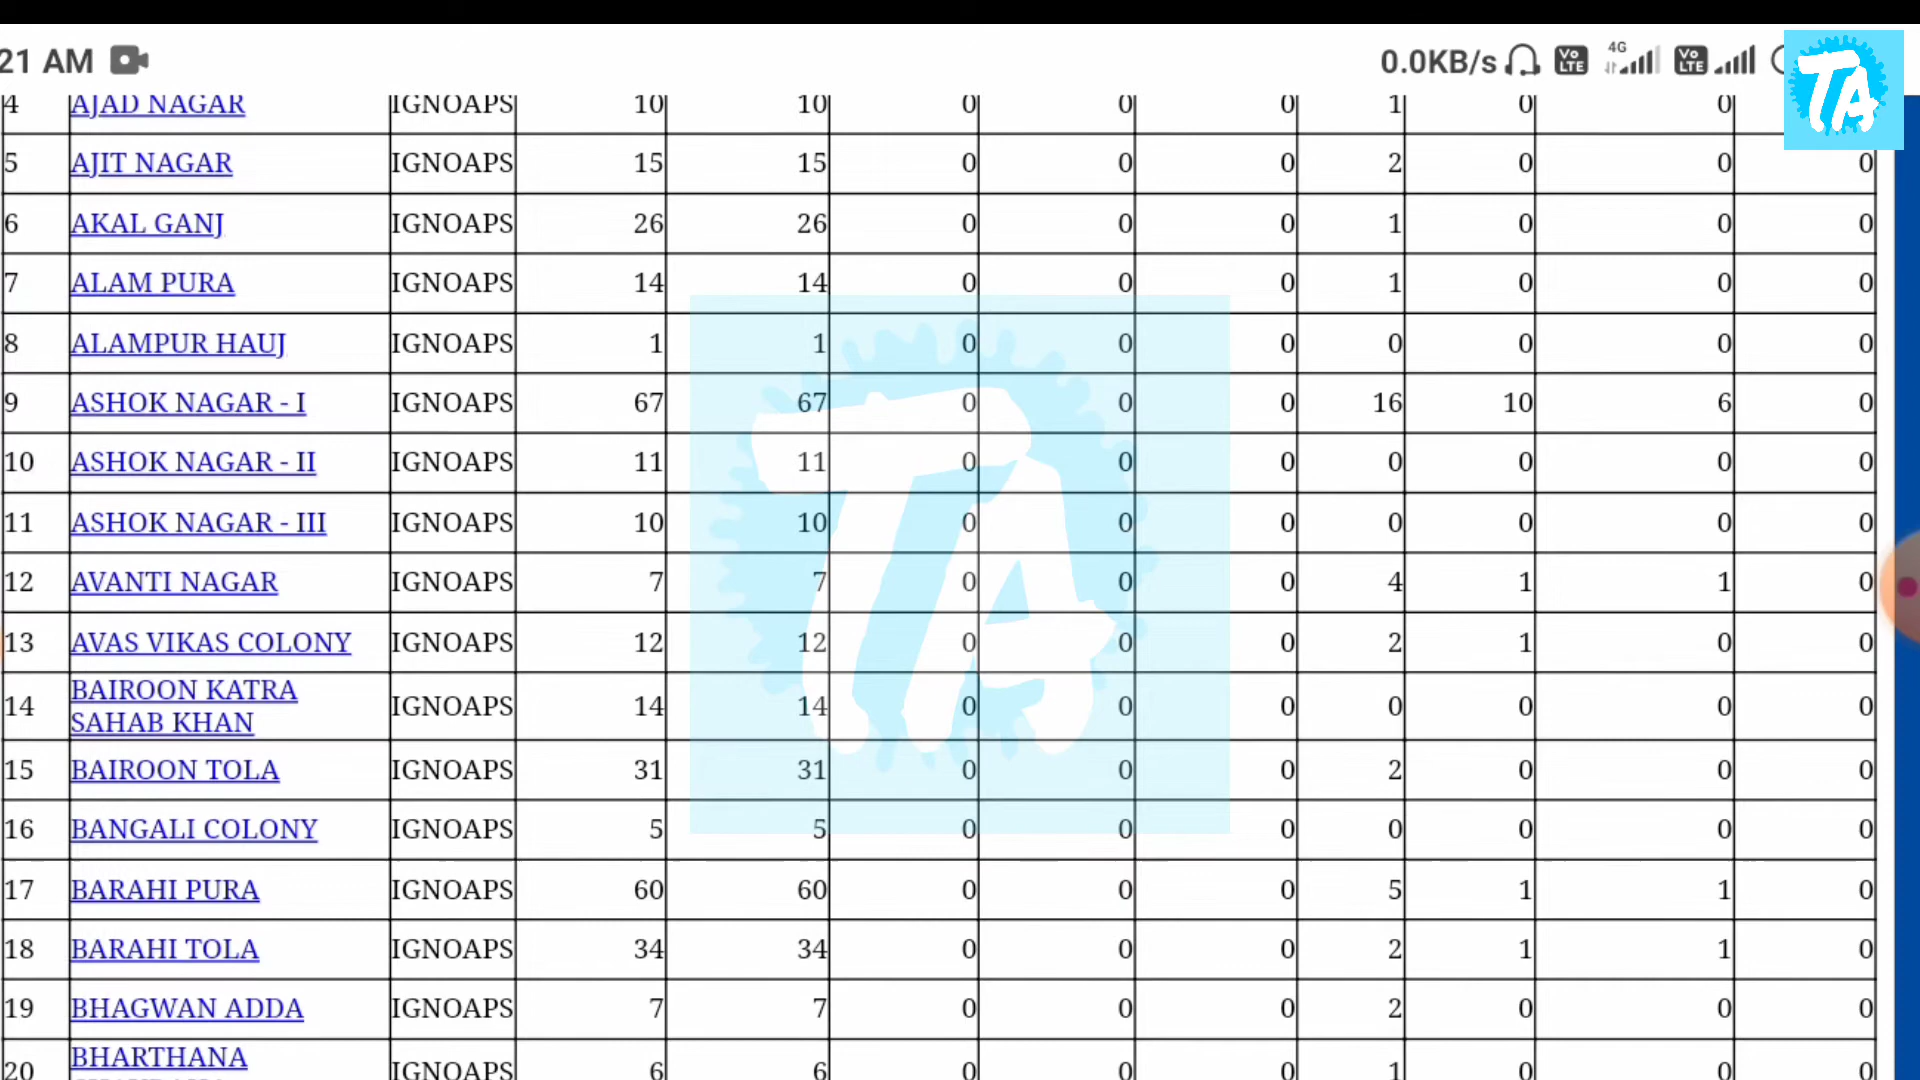 21 AM 0.0KB/s Vo LTE 4G Vo LTE TA
4 AJAD NAGAR IGNOAPS 10 10 0 0 0 1 0 0
5 AJIT NAGAR IGNOAPS 15 15 0 0 0 2 0 0 0
6 AKAL GANJ IGNOAPS 26 26 0 0 0 1 0 0 0
7 ALAM PURA IGNOAPS 14 14 0 0 0 1 0 0 0
8 ALAMPUR HAUJ IGNOAPS 1 1 0 0 0 0 0 0 0
9 ASHOK NAGAR - I IGNOAPS 67 67 0 0 0 16 10 6 0
10 ASHOK NAGAR - II IGNOAPS 11 11 0 0 0 0 0 0 0
11 ASHOK NAGAR - III IGNOAPS 10 10 0 0 0 0 0 0 0
12 AVANTI NAGAR IGNOAPS 7 7 0 0 0 4 1 1 0
13 AVAS VIKAS COLONY IGNOAPS 12 12 0 0 0 2 1 0 0
14 BAIROON KATRA
SAHAB KHAN IGNOAPS 14 14 0 0 0 0 0 0 0
15 BAIROON TOLA IGNOAPS 31 31 0 0 0 2 0 0 0
16 BANGALI COLONY IGNOAPS 5 5 0 0 0 0 0 0 0
17 BARAHI PURA IGNOAPS 60 60 0 0 0 5 1 1 0
18 BARAHI TOLA IGNOAPS 34 34 0 0 0 2 1 1 0
19 BHAGWAN ADDA IGNOAPS 7 7 0 0 0 2 0 0 0
20 BHARTHANA IGNOAPS 6 6 0 0 0 1 0 0 0
TA